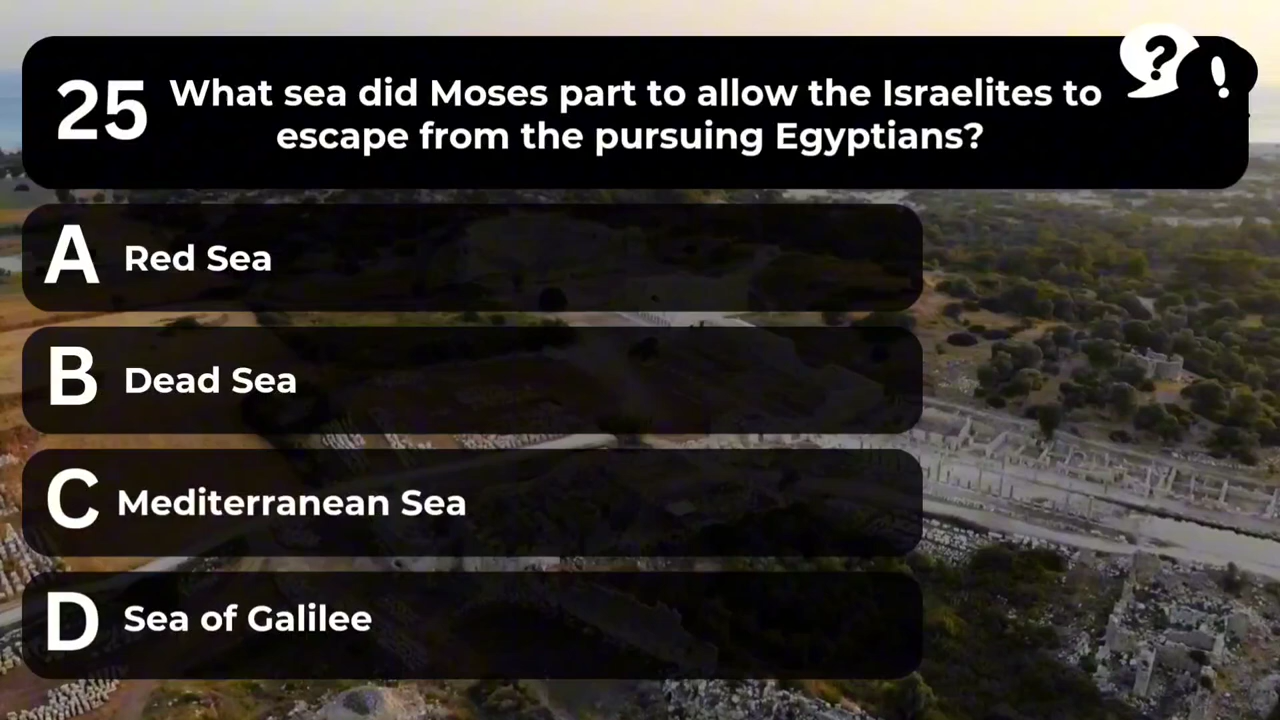 25
What sea did Moses part to allow the Israelites to
escape from the pursuing Egyptians?
? !
A Red Sea
B Dead Sea
C Mediterranean Sea
D Sea of Galilee